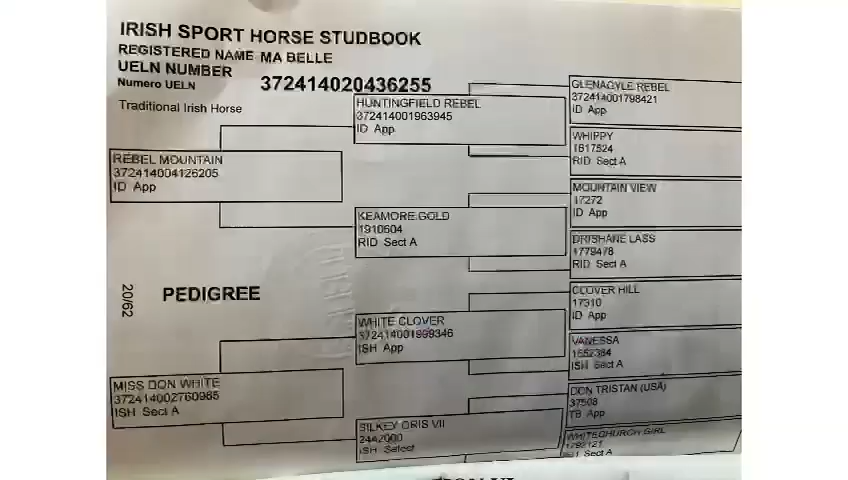 IRISH SPORT HORSE STUDBOOK
REGISTERED NAME MA BELLE
UELN NUMBER
Numero UELN 372414020436255
Traditional Irish Horse
REBEL MOUNTAIN
372414004126205
ID App
20/62
PEDIGREE
MISS DON WHITE
372414002760985
ISH Sect A
HUNTINGFIELD REBEL
372414001963945
ID App
KEAMORE GOLD
1910604
RID Sect A
WHITE CLOVER
372414001999346
ISH App
SILKEY ORIS VII
2442000
ISH Select
GLENAGYLE REBEL
372414001798421
ID App
WHIPPY
1617524
RID Sect A
MOUNTAIN VIEW
17272
ID App
DRISHANE LASS
1779478
RID Sect A
CLOVER HILL
17310
ID App
VANESSA
1552384
ISH Sect A
DON TRISTAN (USA)
37508
TB App
WHITECHURCH GIRL
Sect A